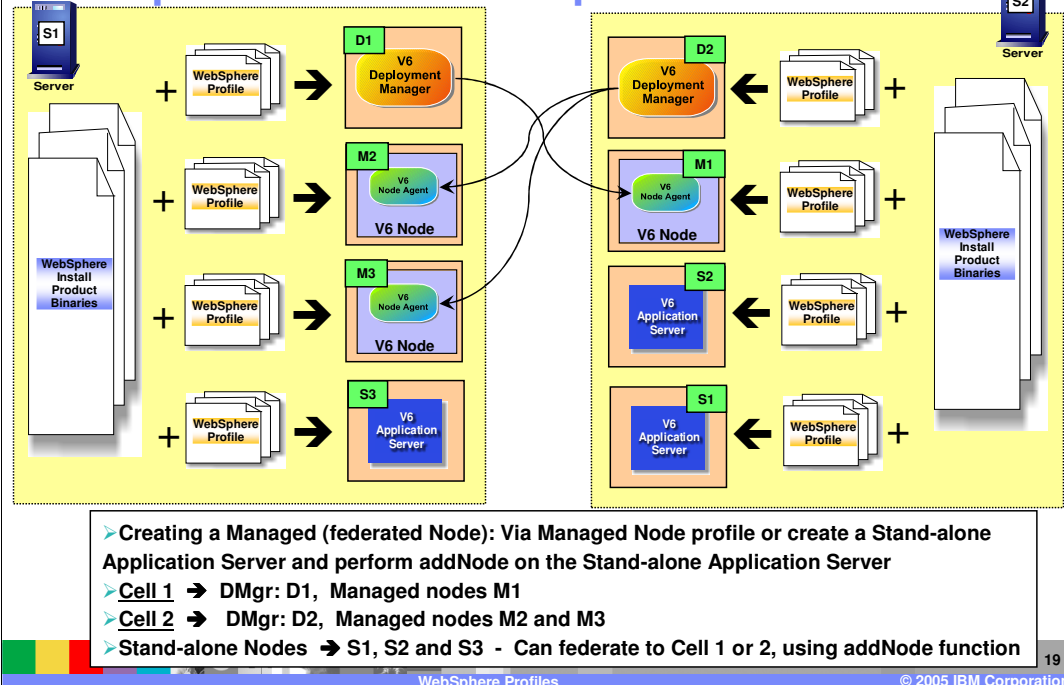 S1
Server
WebSphere
Install
Product
Binaries
+
WebSphere
Profile
D1
V6
Deployment
Manager
+
WebSphere
Profile
M2
V6
Node Agent
V6 Node
+
WebSphere
Profile
M3
V6
Node Agent
V6 Node
+
WebSphere
Profile
S3
V6
Application
Server
S2
Server
D2
V6
Deployment
Manager
WebSphere
Profile
+
M1
V6
Node Agent
V6 Node
WebSphere
Profile
+
S2
V6
Application
Server
WebSphere
Profile
+
S1
V6
Application
Server
WebSphere
Profile
+
WebSphere
Install
Product
Binaries
➢Creating a Managed (federated Node): Via Managed Node profile or create a Stand-alone
Application Server and perform addNode on the Stand-alone Application Server
➢Cell 1 ➔ DMgr: D1, Managed nodes M1
➢Cell 2 ➔ DMgr: D2, Managed nodes M2 and M3
➢Stand-alone Nodes ➔ S1, S2 and S3 - Can federate to Cell 1 or 2, using addNode function
19
WebSphere Profiles
© 2005 IBM Corporatio